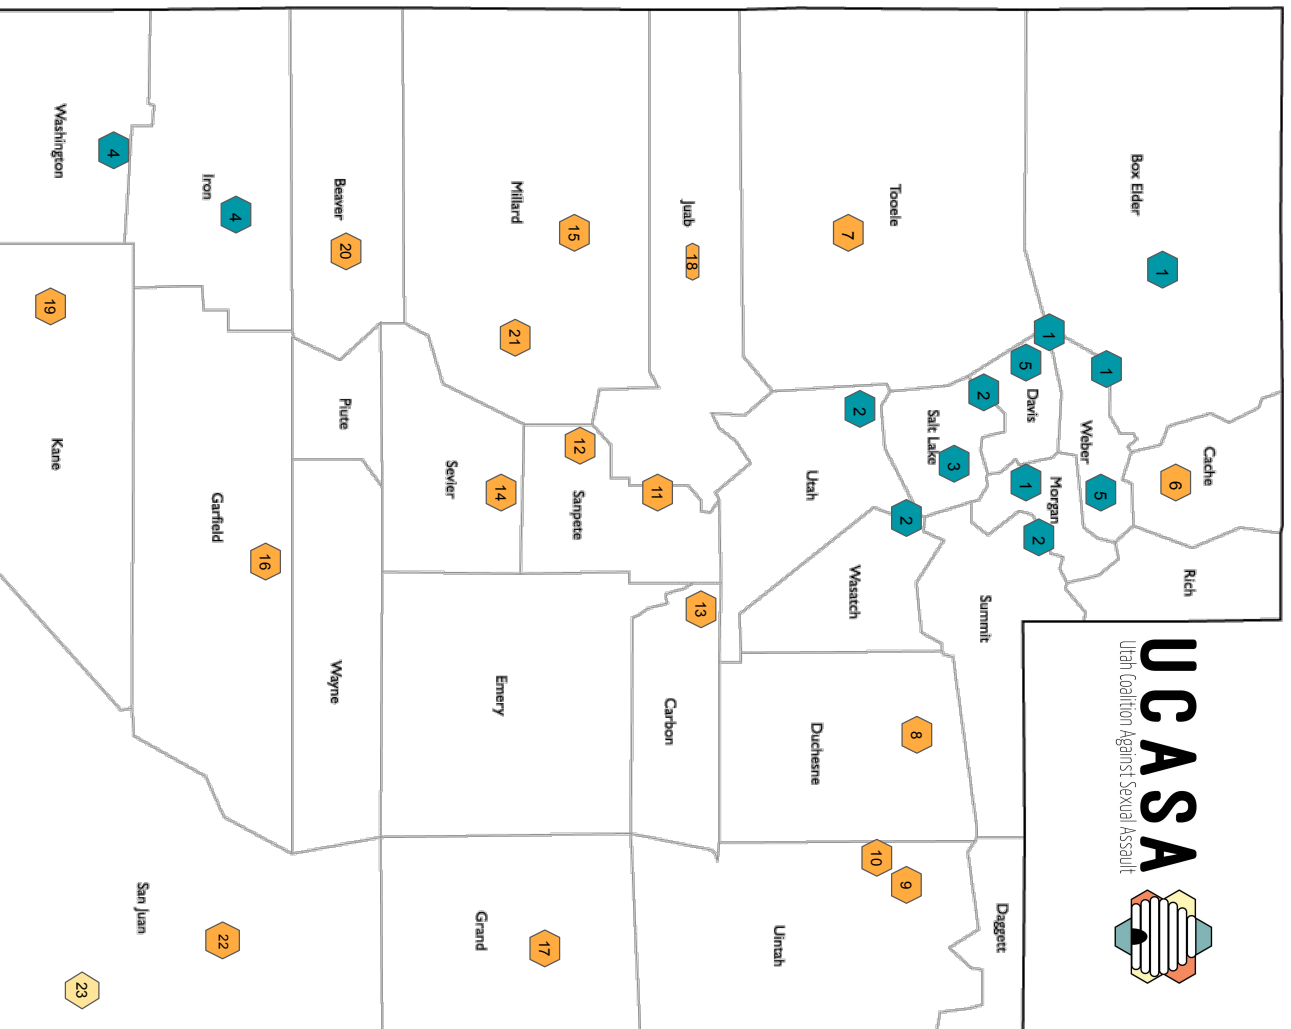 UCASA
Utah Coalition Against Sexual Assault
Cache
Rich
6
Box Elder
1
1
Weber
5
1
Davis
5
Morgan
1
2
2
Summit
Daggett
Salt Lake
3
2
Tooele
7
2
Wasatch
8
Duchesne
9
10
Uintah
Utah
Juab
18
11
13
Carbon
Millard
15
21
12
Sanpete
Sevier
14
Emery
17
Grand
Beaver
20
Piute
Wayne
Iron
4
Garfield
16
22
San Juan
Washington
4
Kane
19
23